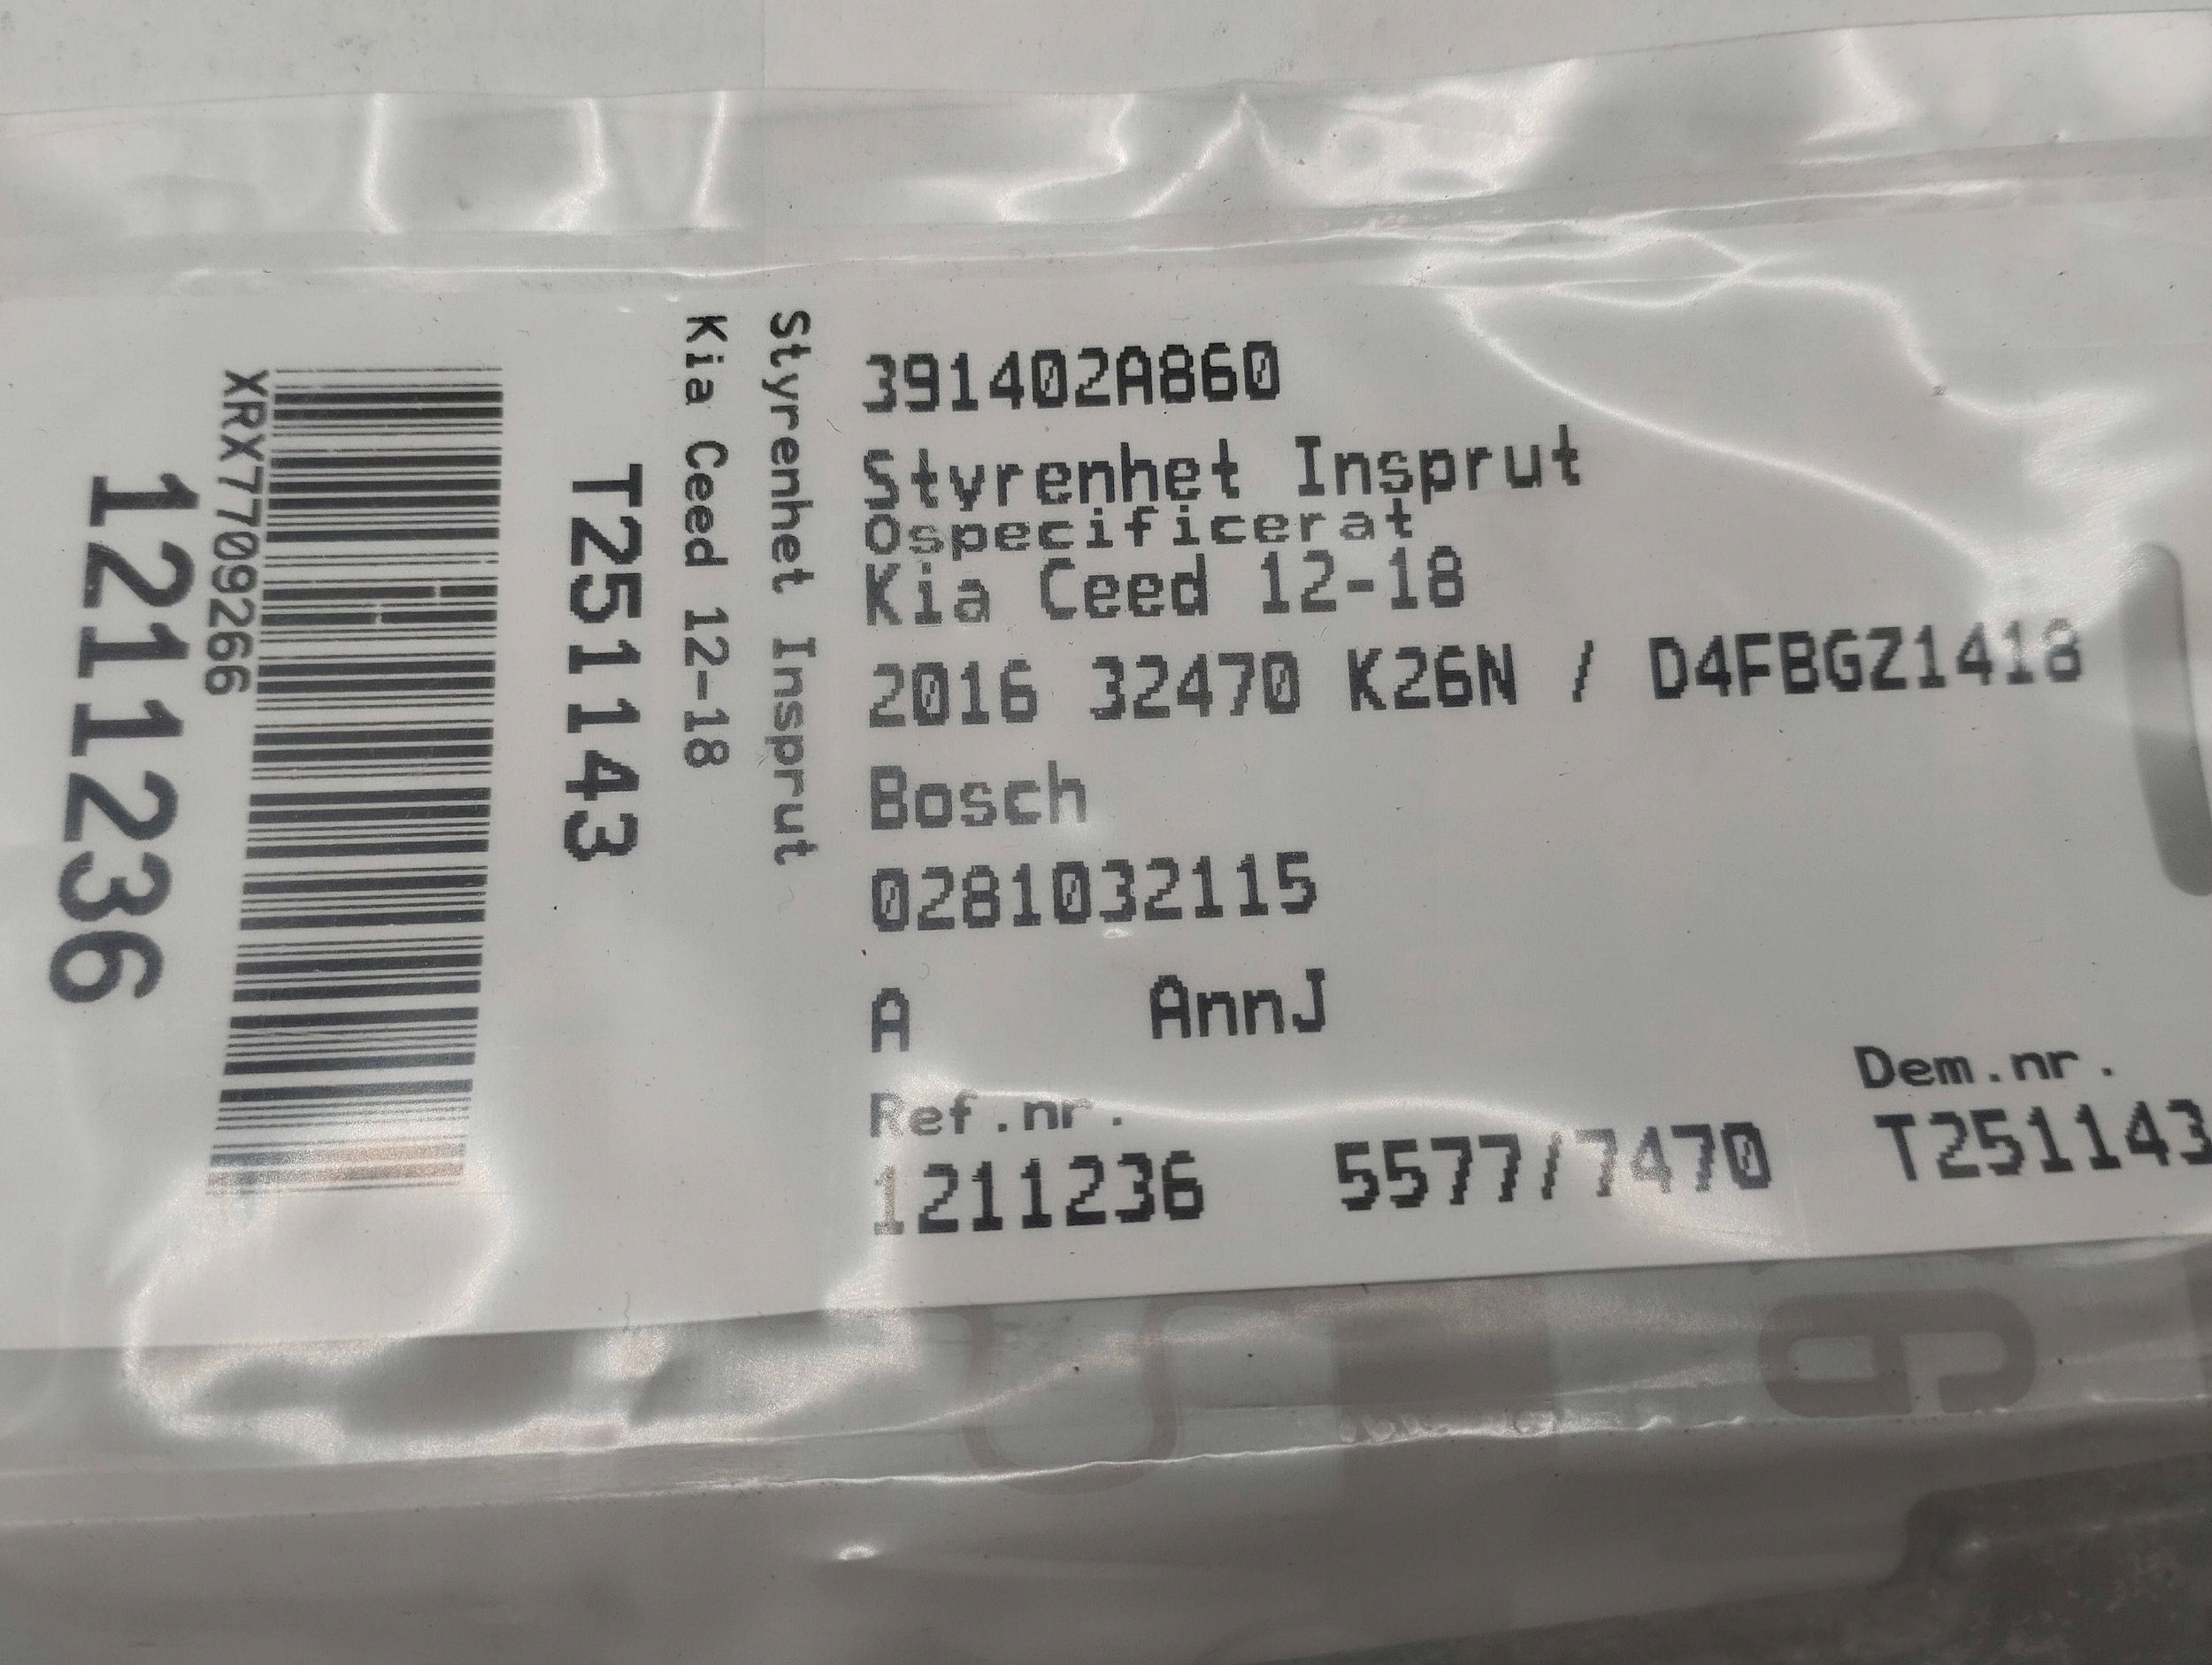 391402A860
Styrenhet Insprut
Ospecificerat
Kia Ceed 12-18
2016 32470 K26N / D4FBGZ1418
Bosch
0281032115
A AnnJ
Ref.nr. Dem.nr.
1211236 5577/7470 T251143
Styrenhet Insprut
Kia Ceed 12-18
T251143
XRX7709266
1211236